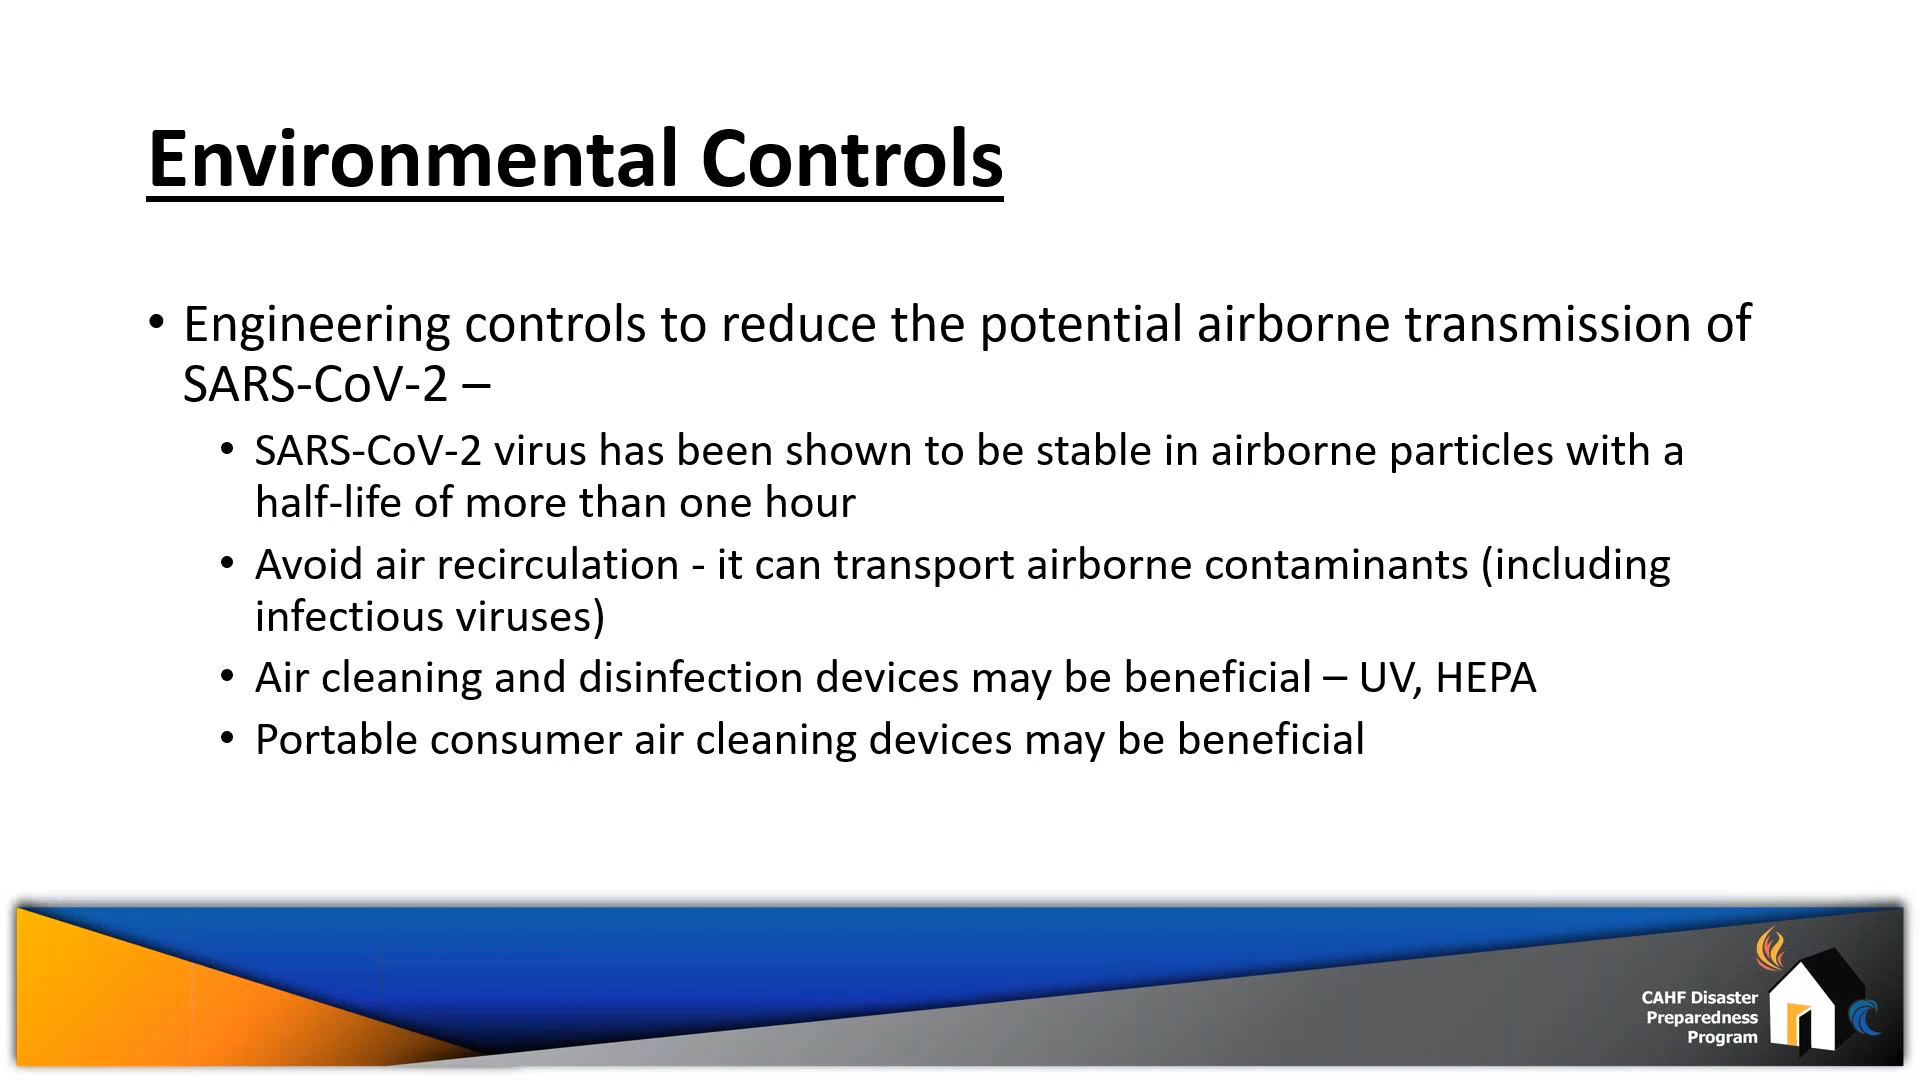 Environmental Controls
• Engineering controls to reduce the potential airborne transmission of
SARS-CoV-2 –
• SARS-CoV-2 virus has been shown to be stable in airborne particles with a
half-life of more than one hour
• Avoid air recirculation - it can transport airborne contaminants (including
infectious viruses)
• Air cleaning and disinfection devices may be beneficial – UV, HEPA
• Portable consumer air cleaning devices may be beneficial
CAHF Disaster
Preparedness
Program